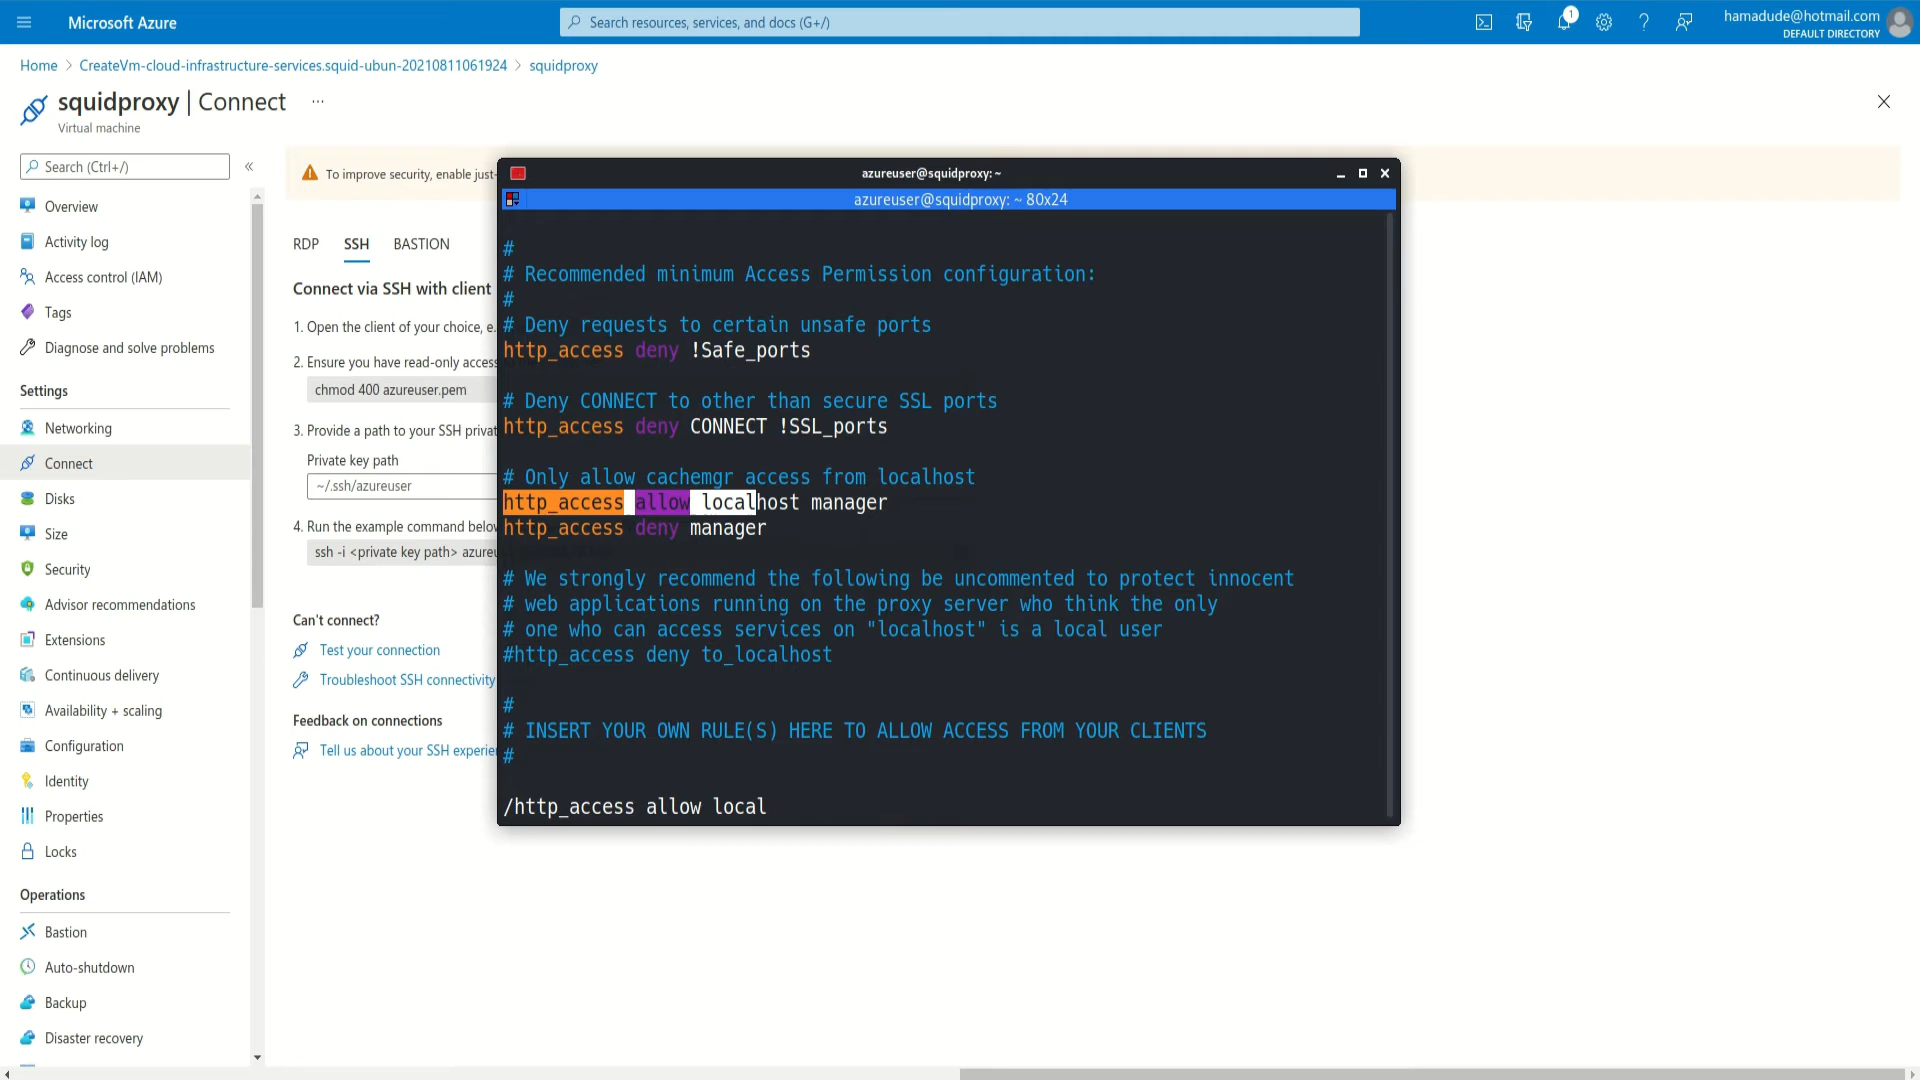 Microsoft Azure
Search resources, services, and docs (G+/)
1
hamadude@hotmail.com
DEFAULT DIRECTORY
Home > CreateVm-cloud-infrastructure-services.squid-ubun-20210811061924 > squidproxy
squidproxy | Connect ...
Virtual machine
Search (Ctrl+/)
«
Overview
Activity log
Access control (IAM)
Tags
Diagnose and solve problems
Settings
Networking
Connect
Disks
Size
Security
Advisor recommendations
Extensions
Continuous delivery
Availability + scaling
Configuration
Identity
Properties
Locks
Operations
Bastion
Auto-shutdown
Backup
Disaster recovery
To improve security, enable just-
RDP SSH BASTION
Connect via SSH with client
1. Open the client of your choice, e.
2. Ensure you have read-only access
chmod 400 azureuser.pem
3. Provide a path to your SSH privat
Private key path
~/.ssh/azureuser
4. Run the example command below
ssh -i <private key path> azureu
Can't connect?
Test your connection
Troubleshoot SSH connectivity
Feedback on connections
Tell us about your SSH experien
azureuser@squidproxy: ~
azureuser@squidproxy: ~ 80x24
#
# Recommended minimum Access Permission configuration:
#
# Deny requests to certain unsafe ports
http_access deny !Safe_ports
# Deny CONNECT to other than secure SSL ports
http_access deny CONNECT !SSL_ports
# Only allow cachemgr access from localhost
http_access allow localhost manager
http_access deny manager
# We strongly recommend the following be uncommented to protect innocent
# web applications running on the proxy server who think the only
# one who can access services on "localhost" is a local user
#http_access deny to_localhost
#
# INSERT YOUR OWN RULE(S) HERE TO ALLOW ACCESS FROM YOUR CLIENTS
#
/http_access allow local